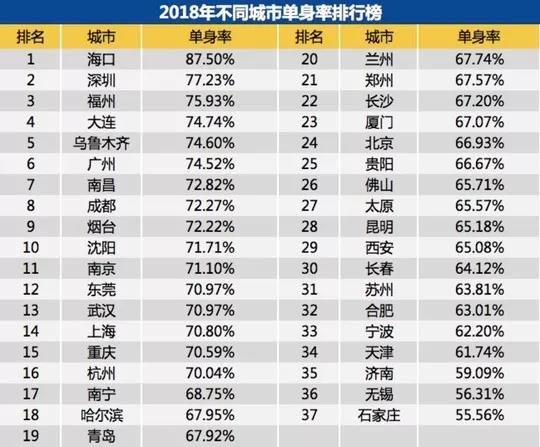 2018年不同城市单身率排行榜
排名 城市 单身率 排名 城市 单身率
1 海口 87.50% 20 兰州 67.74%
2 深圳 77.23% 21 郑州 67.57%
3 福州 75.93% 22 长沙 67.20%
4 大连 74.74% 23 厦门 67.07%
5 乌鲁木齐 74.60% 24 北京 66.93%
6 广州 74.52% 25 贵阳 66.67%
7 南昌 72.82% 26 佛山 65.71%
8 成都 72.27% 27 太原 65.57%
9 烟台 72.22% 28 昆明 65.18%
10 沈阳 71.71% 29 西安 65.08%
11 南京 71.10% 30 长春 64.12%
12 东莞 70.97% 31 苏州 63.81%
13 武汉 70.97% 32 合肥 63.01%
14 上海 70.80% 33 宁波 62.20%
15 重庆 70.59% 34 天津 61.74%
16 杭州 70.04% 35 济南 59.09%
17 南宁 68.75% 36 无锡 56.31%
18 哈尔滨 67.95% 37 石家庄 55.56%
19 青岛 67.92%